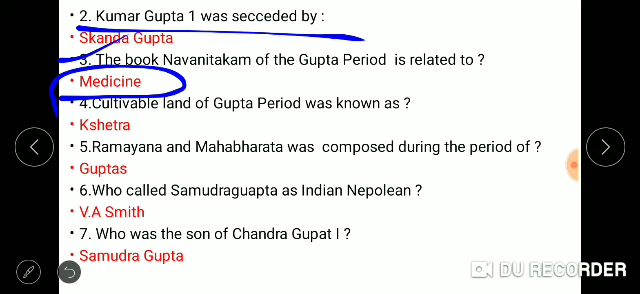 • 2. Kumar Gupta 1 was secceded by :
• Skanda Gupta
• 3. The book Navanitakam of the Gupta Period is related to ?
• Medicine
• 4.Cultivable land of Gupta Period was known as ?
• Kshetra
• 5.Ramayana and Mahabharata was composed during the period of ?
• Guptas
• 6.Who called Samudraguapta as Indian Nepolean ?
• V.A Smith
• 7. Who was the son of Chandra Gupat I ?
• Samudra Gupta
DU RECORDER